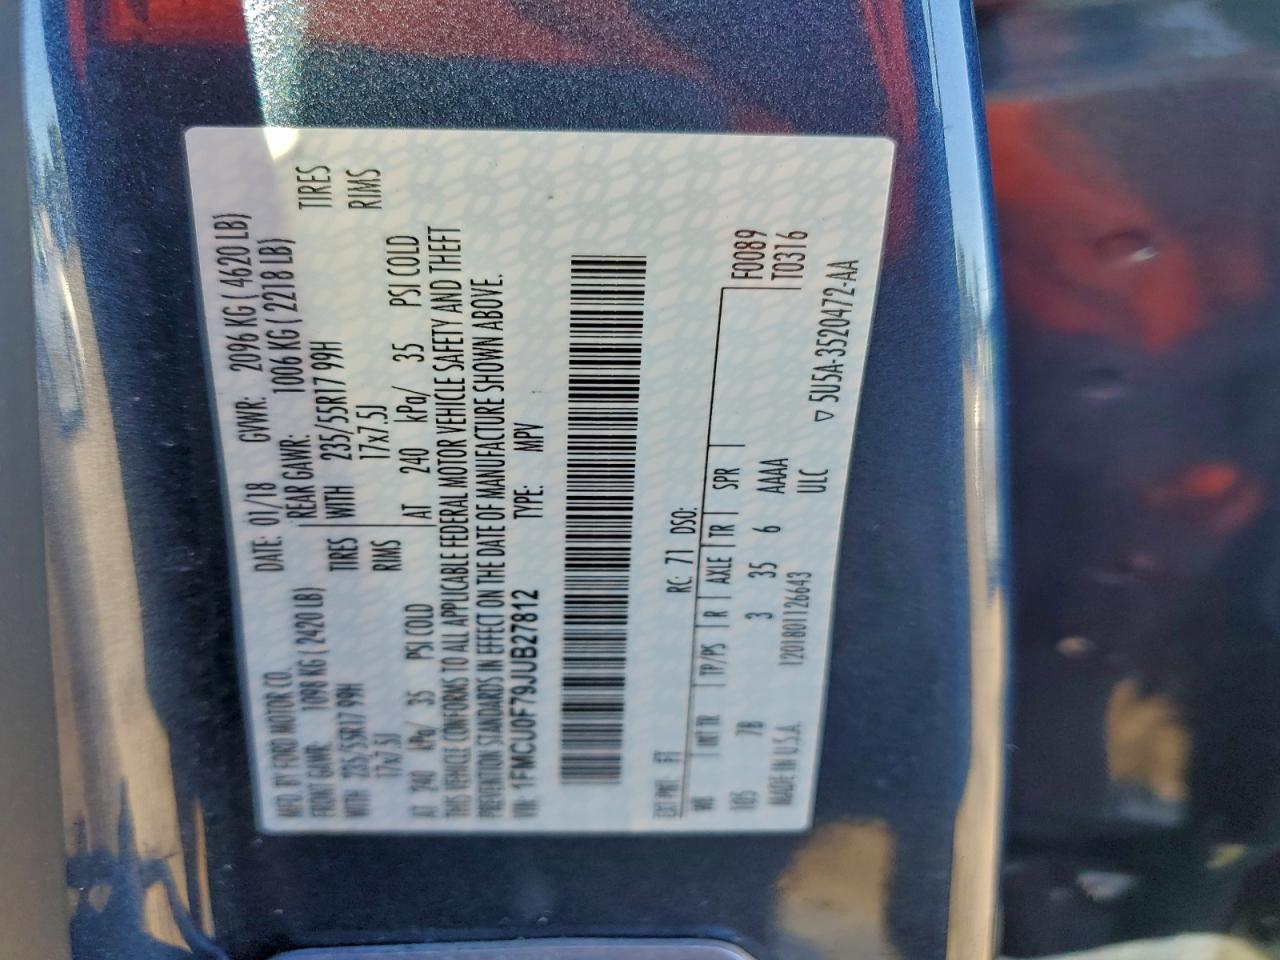 MFD. BY FORD MOTOR CO. DATE: 01/18 GVWR: 2096 KG ( 4620 LB)
FRONT GAWR: 1098 KG ( 2420 LB) REAR GAWR: 1006 KG ( 2218 LB)
WITH 235/55R17 99H TIRES WITH 235/55R17 99H TIRES
17x7.5J RIMS 17x7.5J RIMS
AT 240 kPa/ 35 PSI COLD AT 240 kPa/ 35 PSI COLD
THIS VEHICLE CONFORMS TO ALL APPLICABLE FEDERAL MOTOR VEHICLE SAFETY AND THEFT
PREVENTION STANDARDS IN EFFECT ON THE DATE OF MANUFACTURE SHOWN ABOVE.
VIN: 1FMCU0F79JUB27812 TYPE: MPV
EXT PNT: FT RC: 71 DSO: F0089
WB INT TR TP/PS R AXLE TR SPR T0316
105 7B 3 35 6 AAAA
MADE IN U.S.A. 1201801126643 ULC
▽ 5U5A-3520472-AA